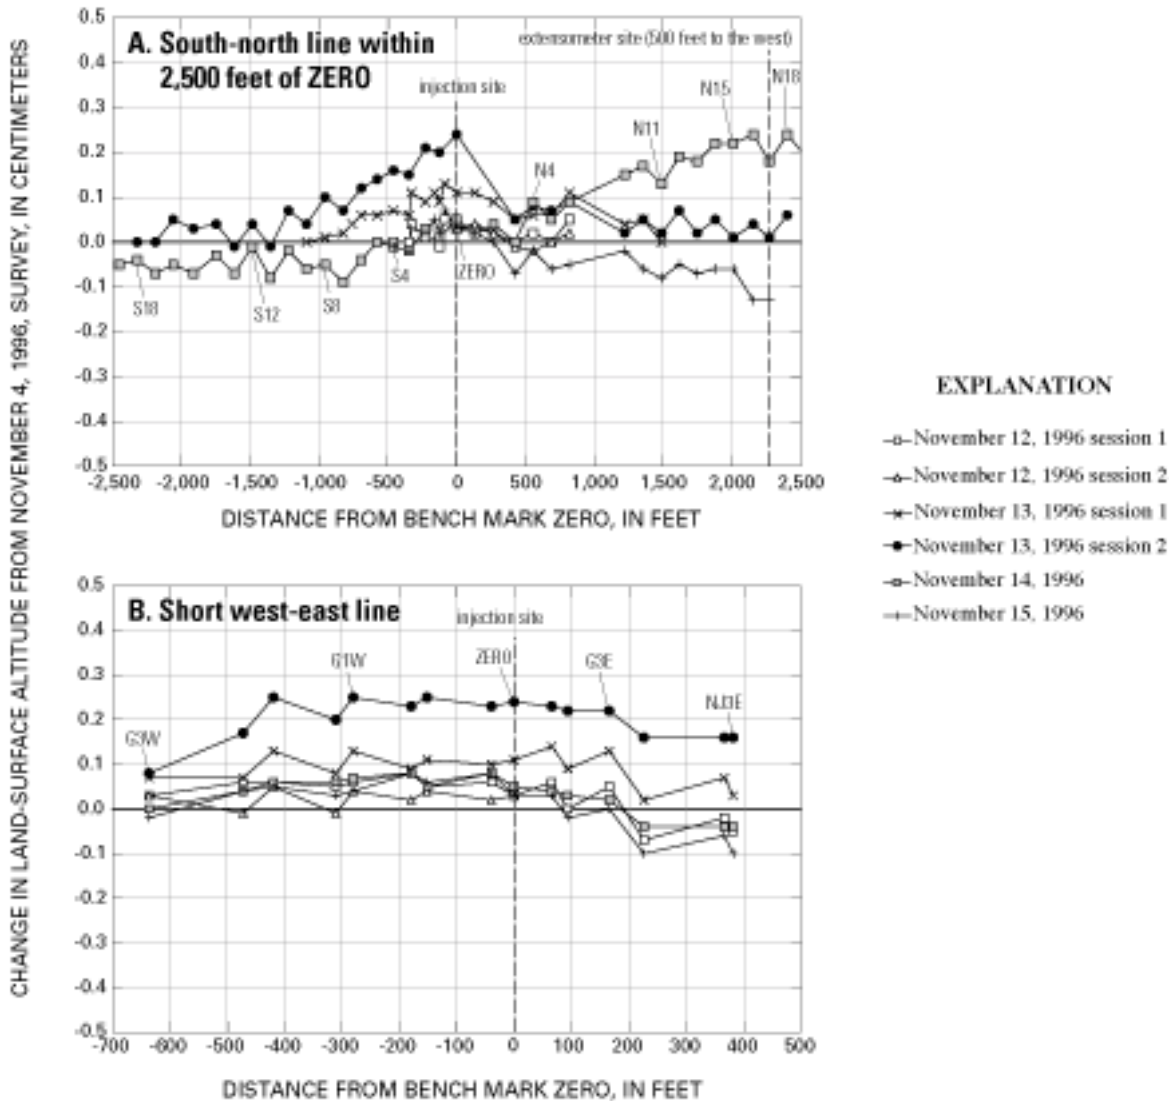 CHANGE IN LAND-SURFACE ALTITUDE FROM NOVEMBER 4, 1996, SURVEY, IN CENTIMETERS
A. South-north line within
2,500 feet of ZERO
extensometer site (500 feet to the west)
injection site
0.5
0.4
0.3
0.2
0.1
0.0
-0.1
-0.2
-0.3
-0.4
-0.5
S18
S12
S8
S4
ZERO
N4
N11
N15
N18
-2,500 -2,000 -1,500 -1,000 -500 0 500 1,000 1,500 2,000 2,500
DISTANCE FROM BENCH MARK ZERO, IN FEET
B. Short west-east line
injection site
0.5
0.4
0.3
0.2
0.1
0.0
-0.1
-0.2
-0.3
-0.4
-0.5
G3W
G1W
ZERO
G3E
NJ3E
-700 -600 -500 -400 -300 -200 -100 0 100 200 300 400 500
DISTANCE FROM BENCH MARK ZERO, IN FEET
EXPLANATION
November 12, 1996 session 1
November 12, 1996 session 2
November 13, 1996 session 1
November 13, 1996 session 2
November 14, 1996
November 15, 1996